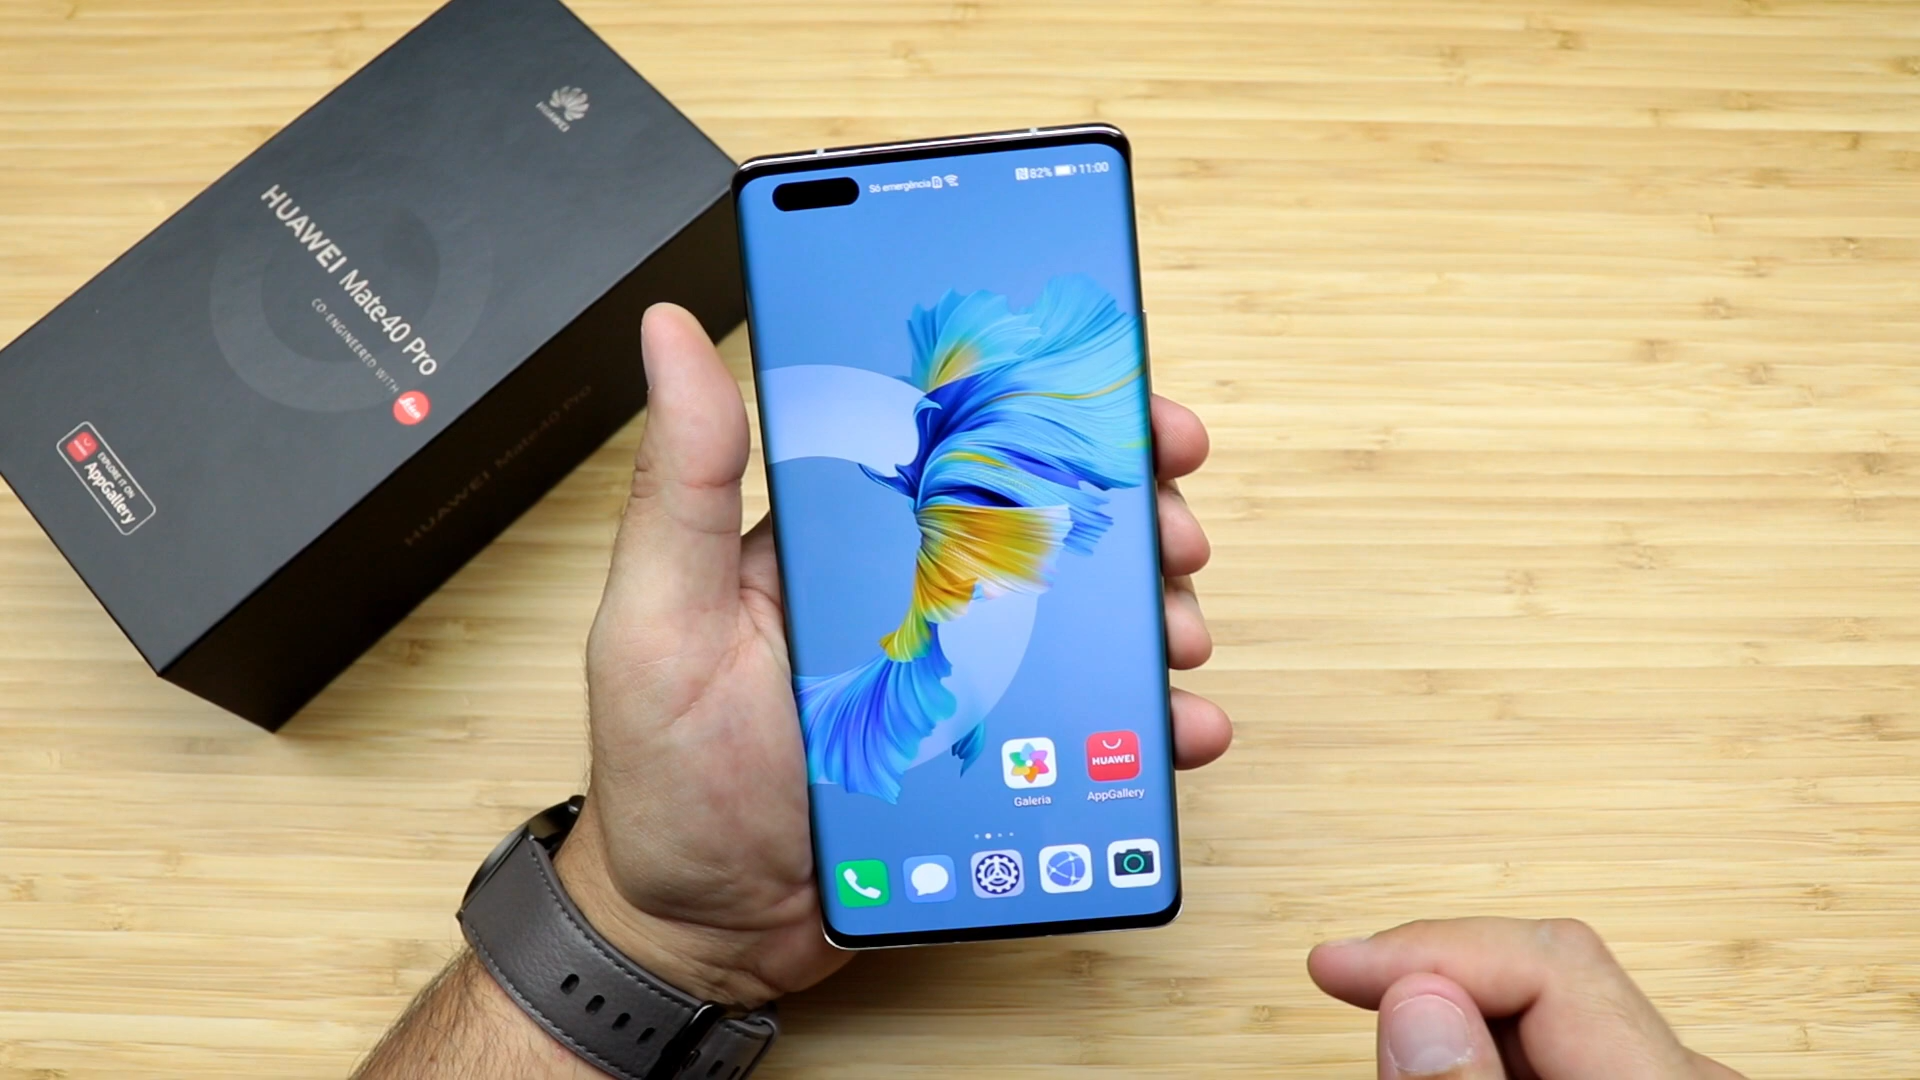 HUAWEI
HUAWEI Mate40 Pro
CO-ENGINEERED WITH
Leica
EXPLORE IT ON
AppGallery
HUAWEI Mate40 Pro
Só emergência
82% 11:00
HUAWEI
Galeria
AppGallery